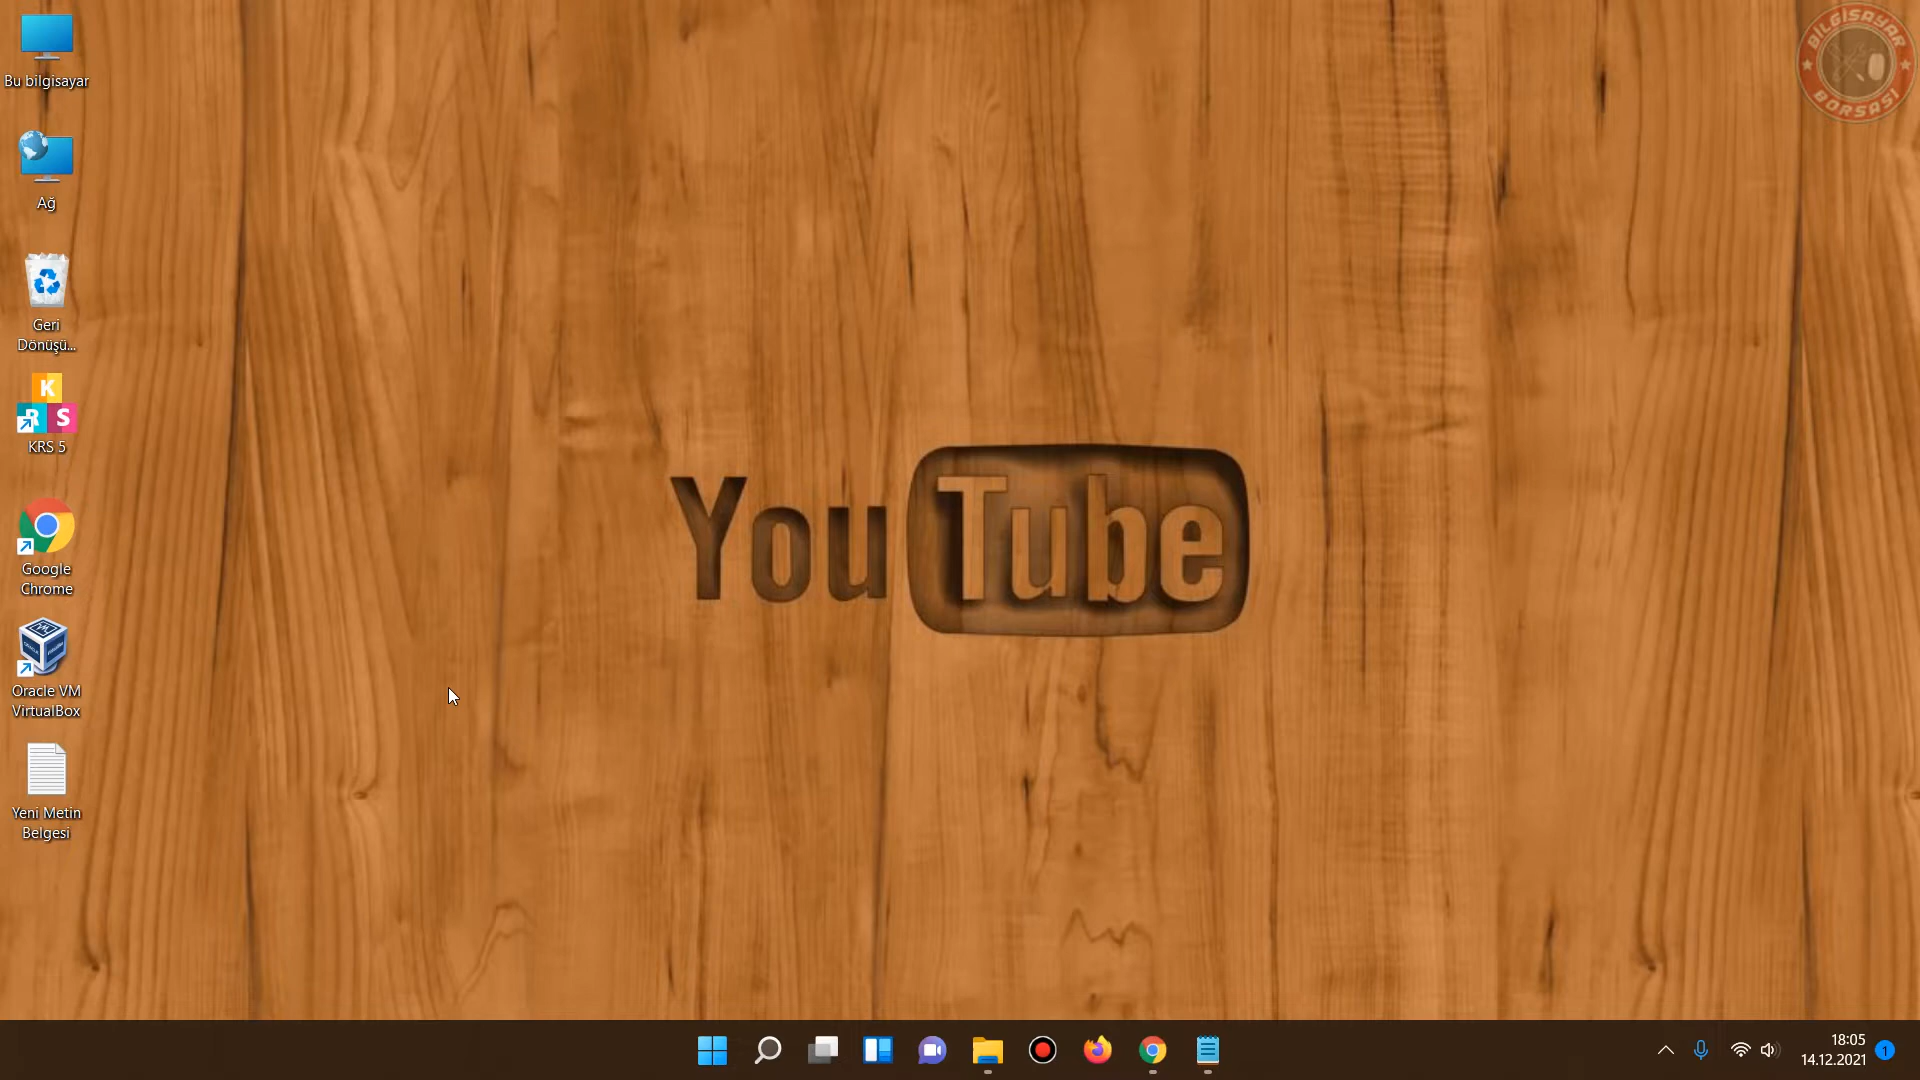 Bu bilgisayar
Ağ
Geri
Dönüşü...
K
R S
KRS 5
Google
Chrome
Oracle VM
VirtualBox
Yeni Metin
Belgesi
YouTube
BİLGİSAYAR
BORSASI
18:05
14.12.2021
1